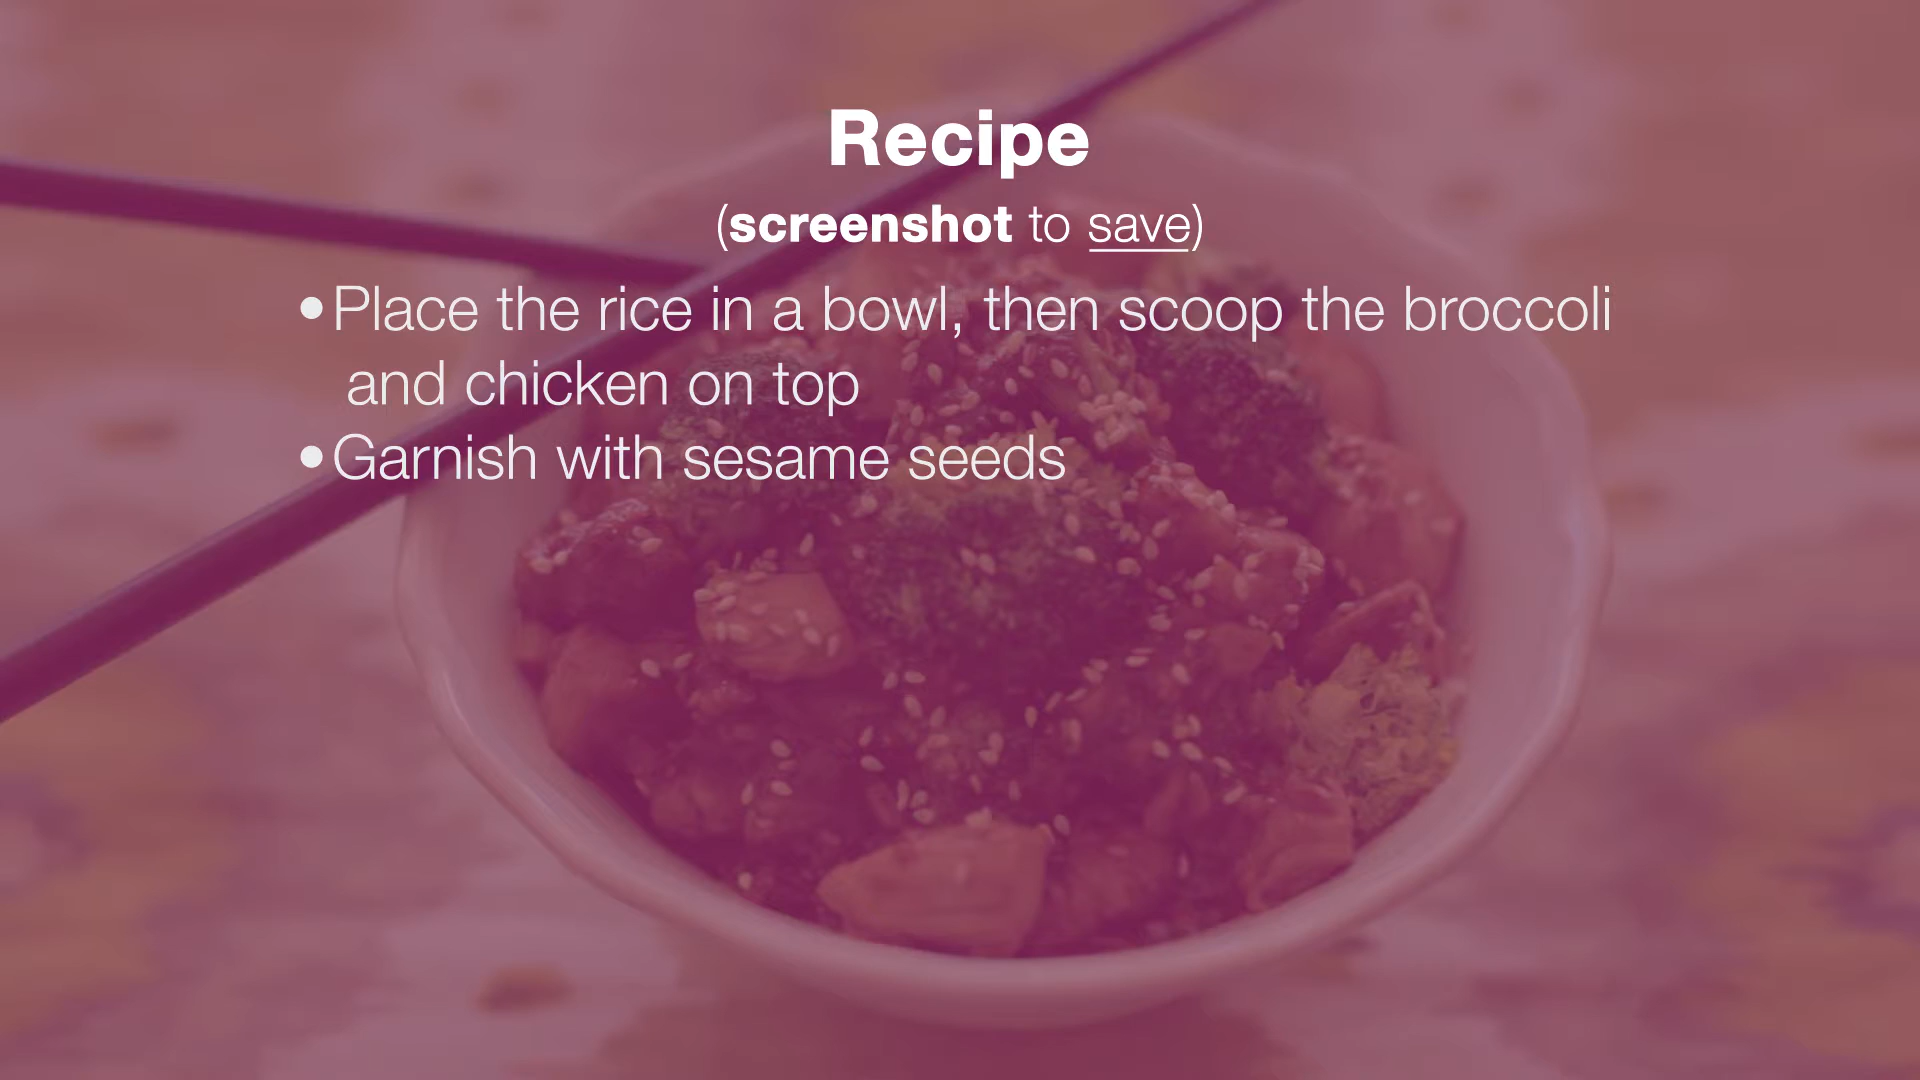 Recipe
(screenshot to save)
•Place the rice in a bowl, then scoop the broccoli
and chicken on top
•Garnish with sesame seeds